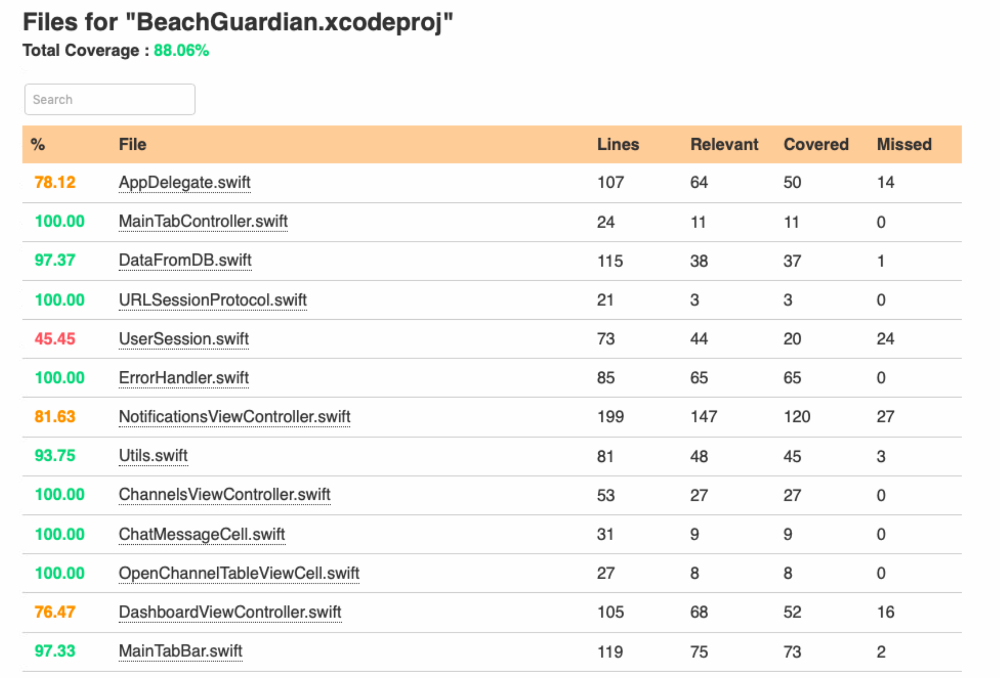 Files for "BeachGuardian.xcodeproj"
Total Coverage : 88.06%
Search
% File Lines Relevant Covered Missed
78.12 AppDelegate.swift 107 64 50 14
100.00 MainTabController.swift 24 11 11 0
97.37 DataFromDB.swift 115 38 37 1
100.00 URLSessionProtocol.swift 21 3 3 0
45.45 UserSession.swift 73 44 20 24
100.00 ErrorHandler.swift 85 65 65 0
81.63 NotificationsViewController.swift 199 147 120 27
93.75 Utils.swift 81 48 45 3
100.00 ChannelsViewController.swift 53 27 27 0
100.00 ChatMessageCell.swift 31 9 9 0
100.00 OpenChannelTableViewCell.swift 27 8 8 0
76.47 DashboardViewController.swift 105 68 52 16
97.33 MainTabBar.swift 119 75 73 2